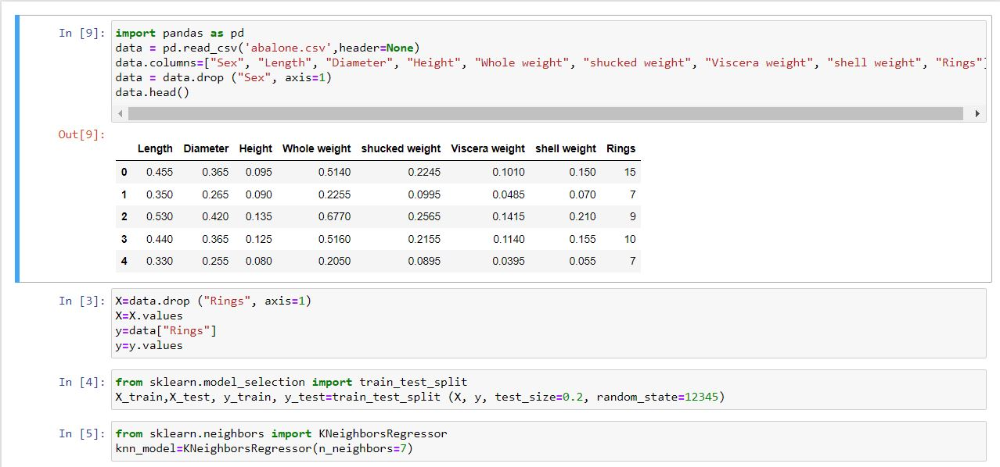 In [9]: import pandas as pd
data = pd.read_csv('abalone.csv',header=None)
data.columns=["Sex", "Length", "Diameter", "Height", "Whole weight", "shucked weight", "Viscera weight", "shell weight", "Rings"]
data = data.drop ("Sex", axis=1)
data.head()
Out[9]:
Length Diameter Height Whole weight shucked weight Viscera weight shell weight Rings
0 0.455 0.365 0.095 0.5140 0.2245 0.1010 0.150 15
1 0.350 0.265 0.090 0.2255 0.0995 0.0485 0.070 7
2 0.530 0.420 0.135 0.6770 0.2565 0.1415 0.210 9
3 0.440 0.365 0.125 0.5160 0.2155 0.1140 0.155 10
4 0.330 0.255 0.080 0.2050 0.0895 0.0395 0.055 7
In [3]: X=data.drop ("Rings", axis=1)
X=X.values
y=data["Rings"]
y=y.values
In [4]: from sklearn.model_selection import train_test_split
X_train,X_test, y_train, y_test=train_test_split (X, y, test_size=0.2, random_state=12345)
In [5]: from sklearn.neighbors import KNeighborsRegressor
knn_model=KNeighborsRegressor(n_neighbors=7)